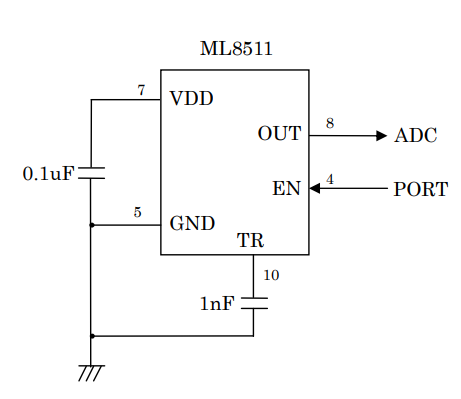 ML8511
7
VDD
8
OUT
ADC
0.1uF
4
EN
PORT
5
GND
TR
10
1nF